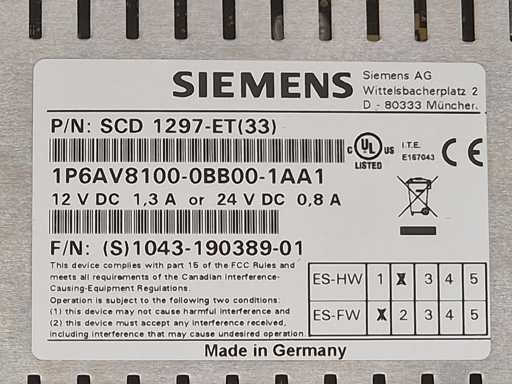 SIEMENS
Siemens AG
Wittelsbacherplatz 2
D - 80333 München
P/N: SCD 1297-ET(33)
c UL US LISTED
I.T.E.
E157043
CE
1P6AV8100-0BB00-1AA1
12 V DC 1,3 A or 24 V DC 0,8 A
F/N: (S)1043-190389-01
This device complies with part 15 of the FCC Rules and
meets all requirements of the Canadian Interference-
Causing-Equipment Regulations.
Operation is subject to the following two conditions:
(1) this device may not cause harmful interference and
(2) this device must accept any interference received,
including interference that may cause undesired operation.
ES-HW 1 X 3 4 5
ES-FW X 2 3 4 5
Made in Germany